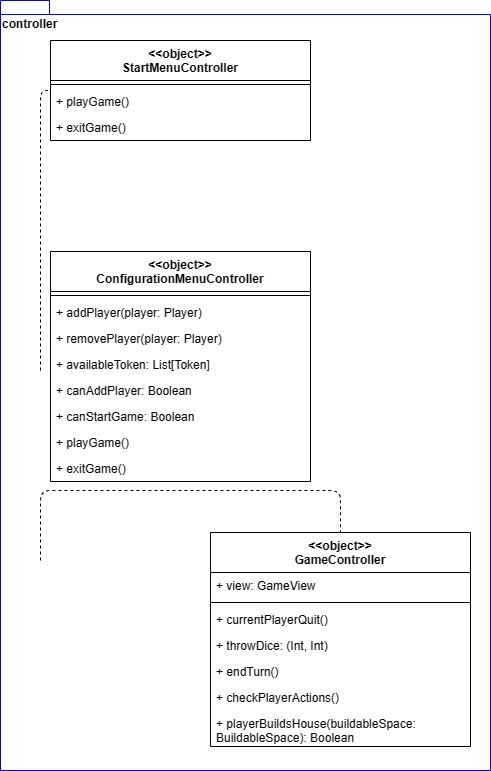 controller
<<object>>
StartMenuController
+ playGame()
+ exitGame()
<<object>>
ConfigurationMenuController
+ addPlayer(player: Player)
+ removePlayer(player: Player)
+ availableToken: List[Token]
+ canAddPlayer: Boolean
+ canStartGame: Boolean
+ playGame()
+ exitGame()
<<object>>
GameController
+ view: GameView
+ currentPlayerQuit()
+ throwDice: (Int, Int)
+ endTurn()
+ checkPlayerActions()
+ playerBuildsHouse(buildableSpace:
BuildableSpace): Boolean